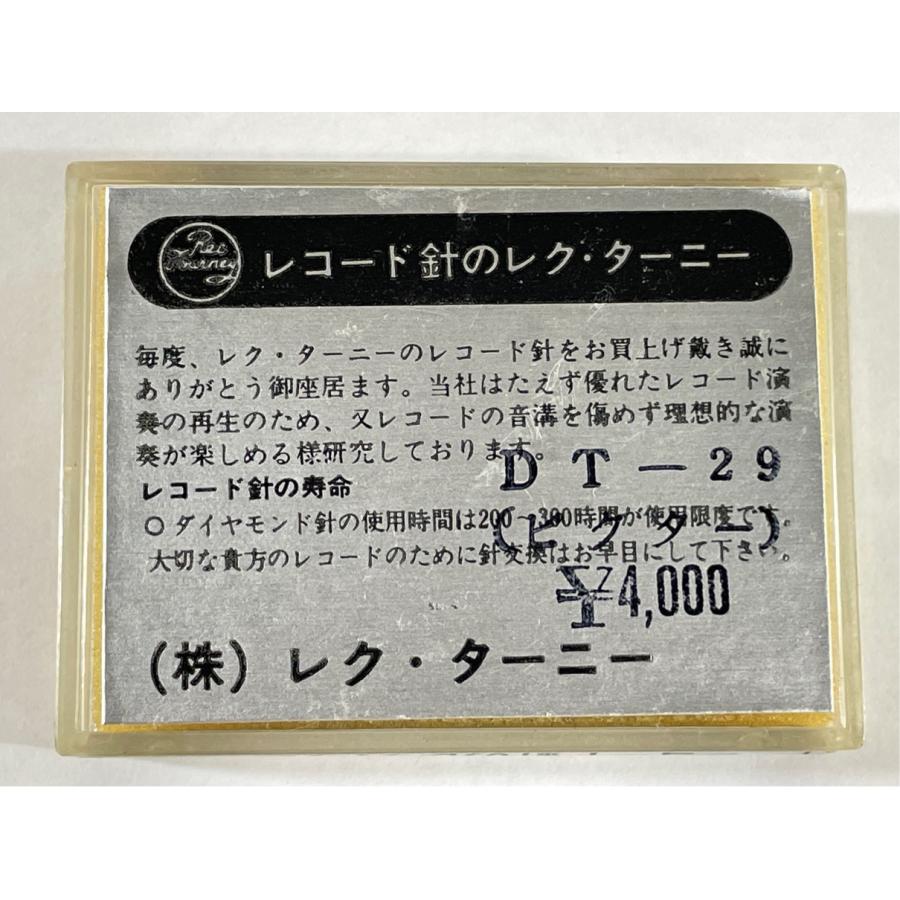 Rec Tourney
レコード針のレク・ターニー
毎度、レク・ターニーのレコード針をお買上げ戴き誠に
ありがとう御座居ます。当社はたえず優れたレコード演
奏の再生のため、又レコードの音溝を傷めず理想的な演
奏が楽しめる様研究しております。
DT-29
レコード針の寿命
○ダイヤモンド針の使用時間は200~300時間が使用限度です。
(ビクター)
大切な貴方のレコードのために針交換はお早目にして下さい。
¥4,000
(株)レク・ターニー